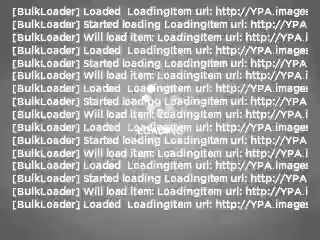 [BulkLoader] Loaded LoadingItem url: http://YPA.images
[BulkLoader] Started loading LoadingItem url: http://YPA
[BulkLoader] Will load item: LoadingItem url: http://YPA.i
[BulkLoader] Loaded LoadingItem url: http://YPA.images
[BulkLoader] Started loading LoadingItem url: http://YPA
[BulkLoader] Will load item: LoadingItem url: http://YPA.i
[BulkLoader] Loaded LoadingItem url: http://YPA.images
[BulkLoader] Started loading LoadingItem url: http://YPA
[BulkLoader] Will load item: LoadingItem url: http://YPA.i
[BulkLoader] Loaded LoadingItem url: http://YPA.images
LOADING
[BulkLoader] Started loading LoadingItem url: http://YPA
[BulkLoader] Will load item: LoadingItem url: http://YPA.i
[BulkLoader] Loaded LoadingItem url: http://YPA.images
[BulkLoader] Started loading LoadingItem url: http://YPA
[BulkLoader] Will load item: LoadingItem url: http://YPA.i
[BulkLoader] Loaded LoadingItem url: http://YPA.images